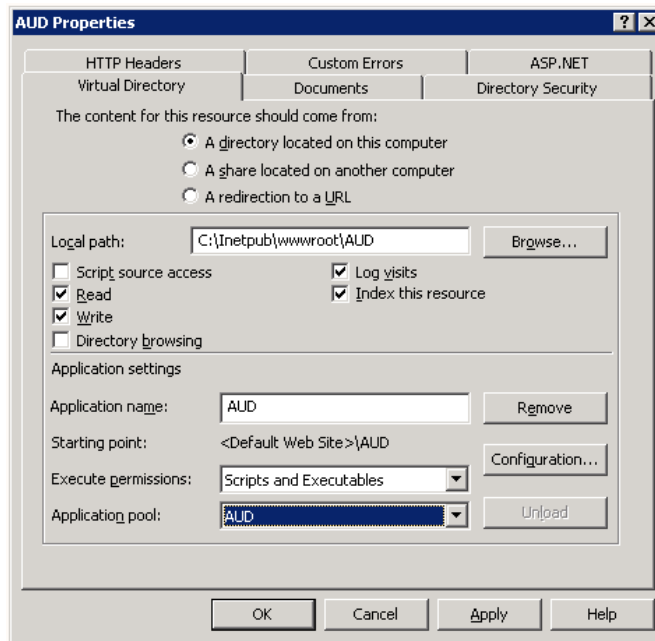 AUD Properties
HTTP Headers
Custom Errors
ASP.NET
Virtual Directory
Documents
Directory Security
The content for this resource should come from:
A directory located on this computer
A share located on another computer
A redirection to a URL
Local path:
C:\Inetpub\wwwroot\AUD
Browse...
Script source access
Log visits
Read
Index this resource
Write
Directory browsing
Application settings
Application name:
AUD
Remove
Starting point:
<Default Web Site>\AUD
Configuration...
Execute permissions:
Scripts and Executables
Application pool:
AUD
Unload
OK
Cancel
Apply
Help